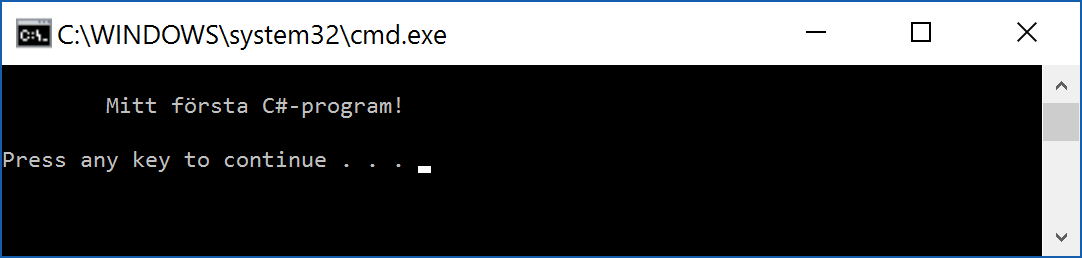 C:\WINDOWS\system32\cmd.exe
Mitt första C#-program!
Press any key to continue . . .